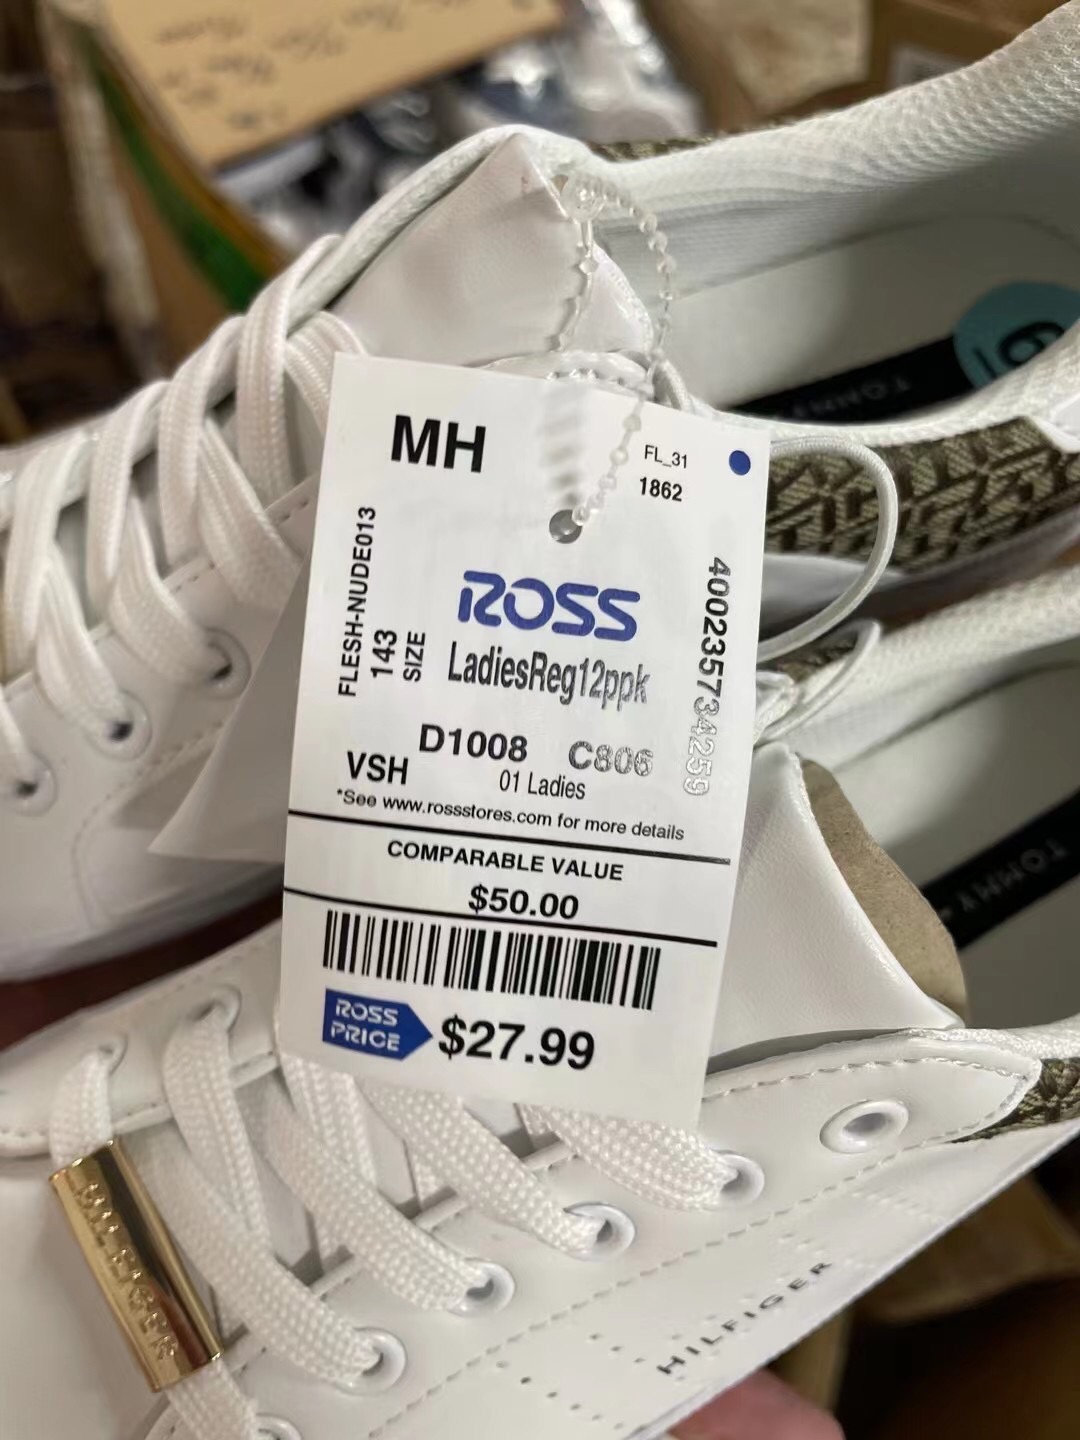 MH
FL_31
1862
FLESH-NUDE013
143
SIZE
ROSS
LadiesReg12ppk
400235734259
D1008 C806
VSH
01 Ladies
*See www.rossstores.com for more details
COMPARABLE VALUE
$50.00
ROSS
PRICE
$27.99
TOMMY
TOMMY
HILFIGER
HILFIGER